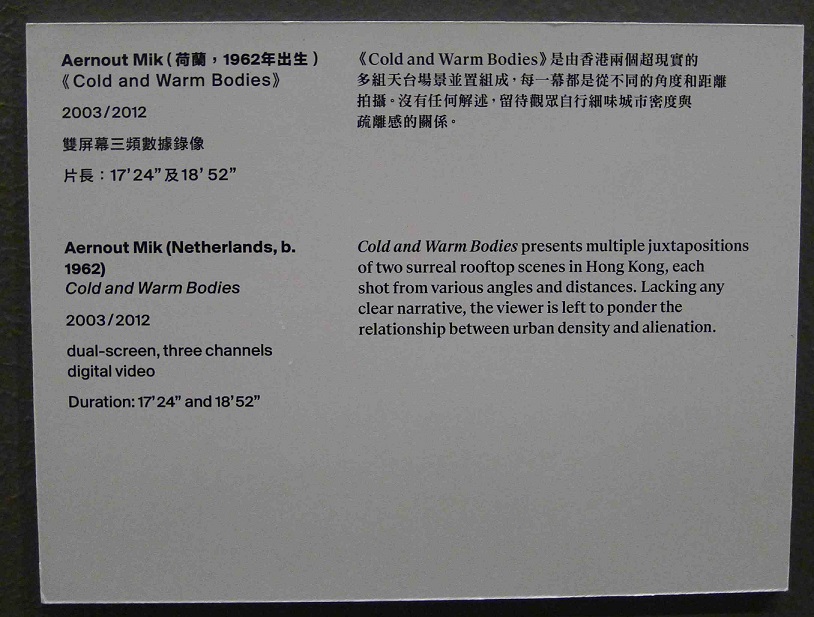 Aernout Mik (荷蘭，1962年出生)
《Cold and Warm Bodies》
2003/2012
雙屏幕三頻數據錄像
片長：17’24” 及 18’ 52”
《Cold and Warm Bodies》是由香港兩個超現實的
多組天台場景並置組成，每一幕都是從不同的角度和距離
拍攝。沒有任何解述，留待觀眾自行細味城市密度與
疏離感的關係。
Aernout Mik (Netherlands, b.
1962)
Cold and Warm Bodies
2003/2012
dual-screen, three channels
digital video
Duration: 17’24” and 18’52”
Cold and Warm Bodies presents multiple juxtapositions
of two surreal rooftop scenes in Hong Kong, each
shot from various angles and distances. Lacking any
clear narrative, the viewer is left to ponder the
relationship between urban density and alienation.